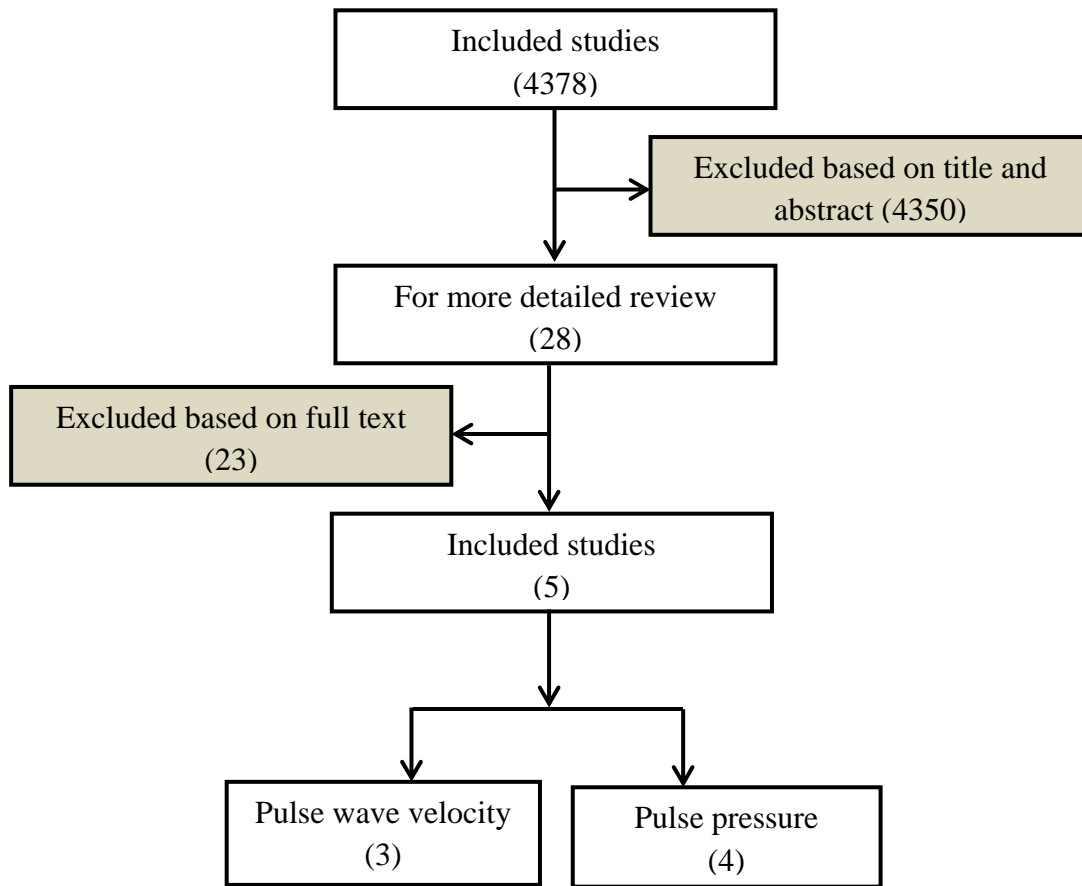 Included studies
(4378)
Excluded based on title and
abstract (4350)
For more detailed review
(28)
Excluded based on full text
(23)
Included studies
(5)
Pulse wave velocity
(3)
Pulse pressure
(4)